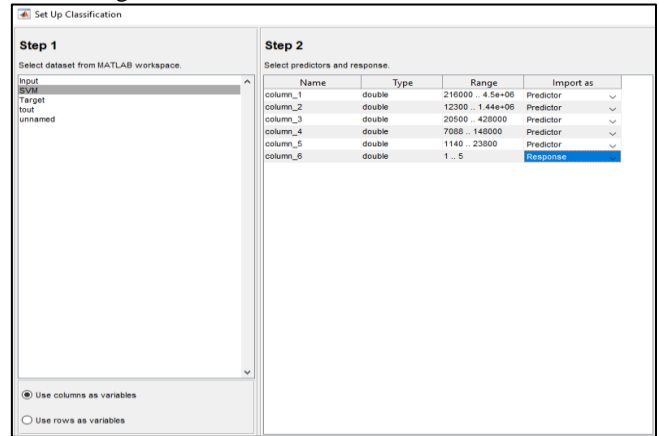 Set Up Classification
Step 1
Select dataset from MATLAB workspace.
Input
SVM
Target
tout
unnamed
Use columns as variables
Use rows as variables
Step 2
Select predictors and response.
Name Type Range Import as
column_1 double 216000 .. 4.5e+06 Predictor
column_2 double 12300 .. 1.44e+06 Predictor
column_3 double 20500 .. 428000 Predictor
column_4 double 7088 .. 148000 Predictor
column_5 double 1140 .. 23800 Predictor
column_6 double 1 .. 5 Response